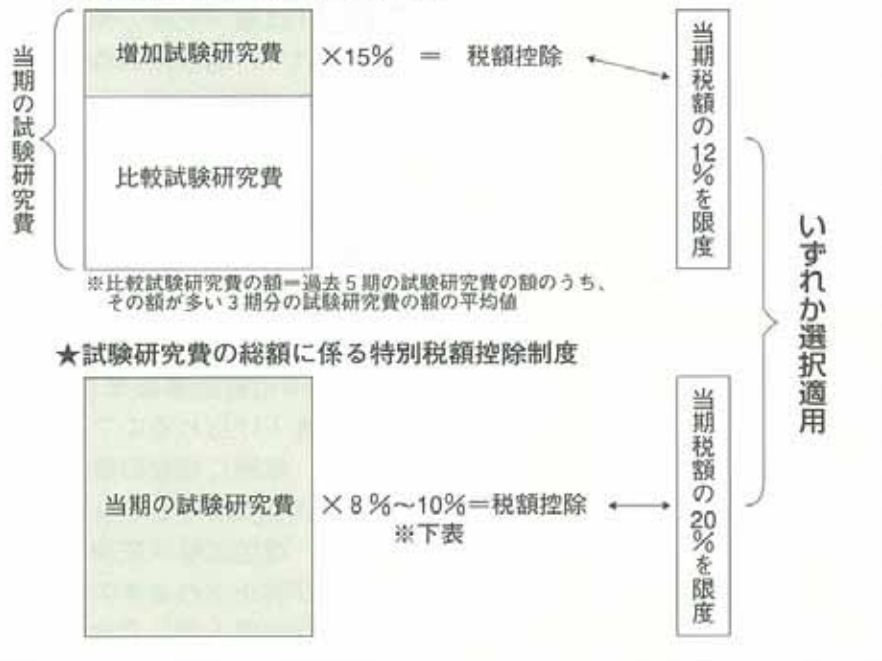 当期の試験研究費
増加試験研究費
×15% = 税額控除
当期税額の12%を限度
比較試験研究費
※比較試験研究費の額=過去5期の試験研究費の額のうち、
その額が多い3期分の試験研究費の額の平均値
いずれか選択適用
★試験研究費の総額に係る特別税額控除制度
当期の試験研究費
×8%~10%=税額控除
※下表
当期税額の20%を限度